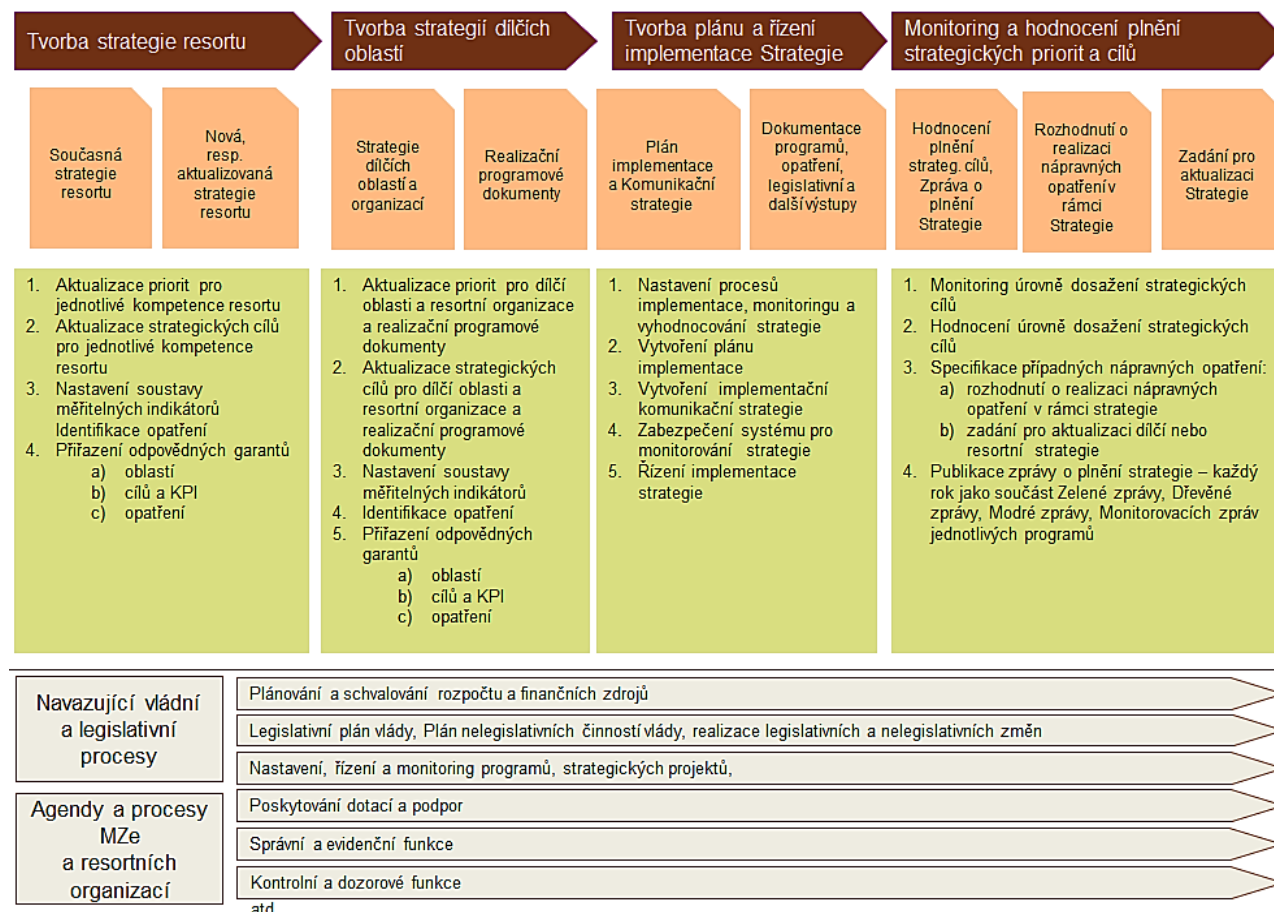 Tvorba strategie resortu
Tvorba strategií dílčích
oblastí
Tvorba plánu a řízení
implementace Strategie
Monitoring a hodnocení plnění
strategických priorit a cílů
Současná
strategie
resortu
Nová,
resp.
aktualizovaná
strategie
resortu
Strategie
dílčích
oblastí a
organizací
Realizační
programové
dokumenty
Plán
implementace
a Komunikační
strategie
Dokumentace
programů,
opatření,
legislativní a
další výstupy
Hodnocení
plnění
strateg. cílů,
Zpráva o
plnění
Strategie
Rozhodnutí o
realizaci
nápravných
opatření v
rámci
Strategie
Zadání pro
aktualizaci
Strategie
1. Aktualizace priorit pro
jednotlivé kompetence resortu
2. Aktualizace strategických cílů
pro jednotlivé kompetence
resortu
3. Nastavení soustavy
měřitelných indikátorů
Identifikace opatření
4. Přiřazení odpovědných garantů
a) oblastí
b) cílů a KPI
c) opatření
1. Aktualizace priorit pro dílčí
oblasti a resortní organizace
a realizační programové
dokumenty
2. Aktualizace strategických
cílů pro dílčí oblasti a
resortní organizace a
realizační programové
dokumenty
3. Nastavení soustavy
měřitelných indikátorů
4. Identifikace opatření
5. Přiřazení odpovědných
garantů
a) oblastí
b) cílů a KPI
c) opatření
1. Nastavení procesů
implementace, monitoringu a
vyhodnocování strategie
2. Vytvoření plánu
implementace
3. Vytvoření implementační
komunikační strategie
4. Zabezpečení systému pro
monitorování strategie
5. Řízení implementace
strategie
1. Monitoring úrovně dosažení strategických
cílů
2. Hodnocení úrovně dosažení strategických
cílů
3. Specifikace případných nápravných opatření:
a) rozhodnutí o realizaci nápravných
opatření v rámci strategie
b) zadání pro aktualizaci dílčí nebo
resortní strategie
4. Publikace zprávy o plnění strategie – každý
rok jako součást Zelené zprávy, Dřevěné
zprávy, Modré zprávy, Monitorovacích zpráv
jednotlivých programů
Navazující vládní
a legislativní
procesy
Plánování a schvalování rozpočtu a finančních zdrojů
Legislativní plán vlády, Plán nelegislativních činností vlády, realizace legislativních a nelegislativních změn
Nastavení, řízení a monitoring programů, strategických projektů,
Agendy a procesy
MZe
a resortních
organizací
Poskytování dotací a podpor
Správní a evidenční funkce
Kontrolní a dozorové funkce
atd